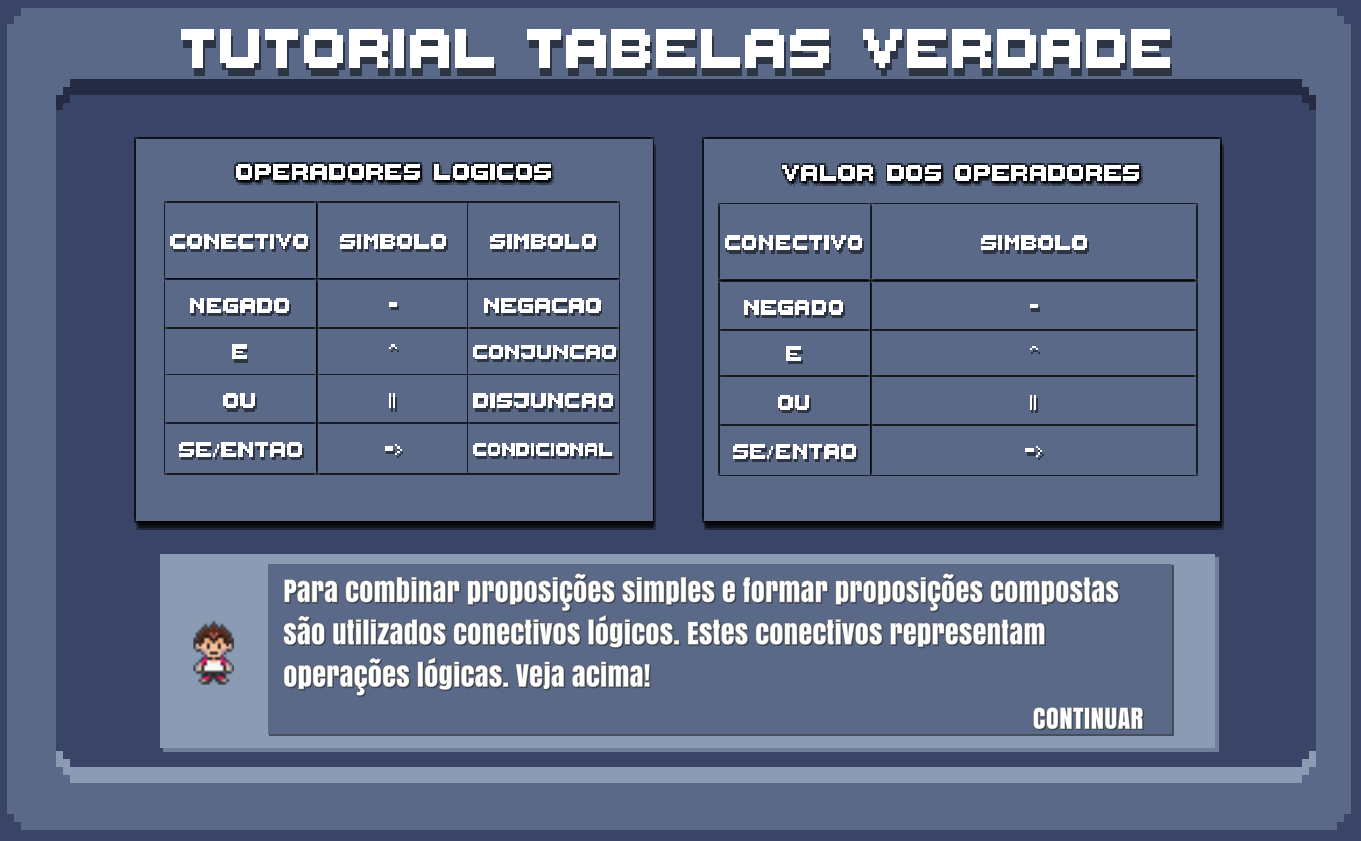 TUTORIAL TABELAS VERDADE
OPERADORES LOGICOS
CONECTIVO SIMBOLO SIMBOLO
NEGADO - NEGACAO
E ^ CONJUNCAO
OU || DISJUNCAO
SE/ENTAO -> CONDICIONAL
VALOR DOS OPERADORES
CONECTIVO SIMBOLO
NEGADO -
E ^
OU ||
SE/ENTAO ->
Para combinar proposições simples e formar proposições compostas
são utilizados conectivos lógicos. Estes conectivos representam
operações lógicas. Veja acima!
CONTINUAR